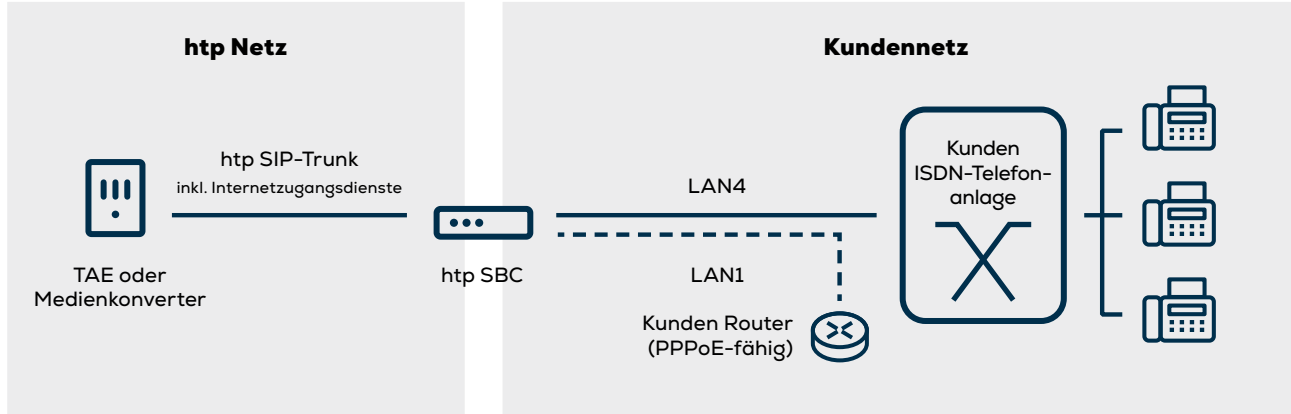 htp Netz
Kundennetz
htp SIP-Trunk
inkl. Internetzugangsdienste
TAE oder
Medienkonverter
htp SBC
LAN4
LAN1
Kunden Router
(PPPoE-fähig)
Kunden
ISDN-Telefon-
anlage